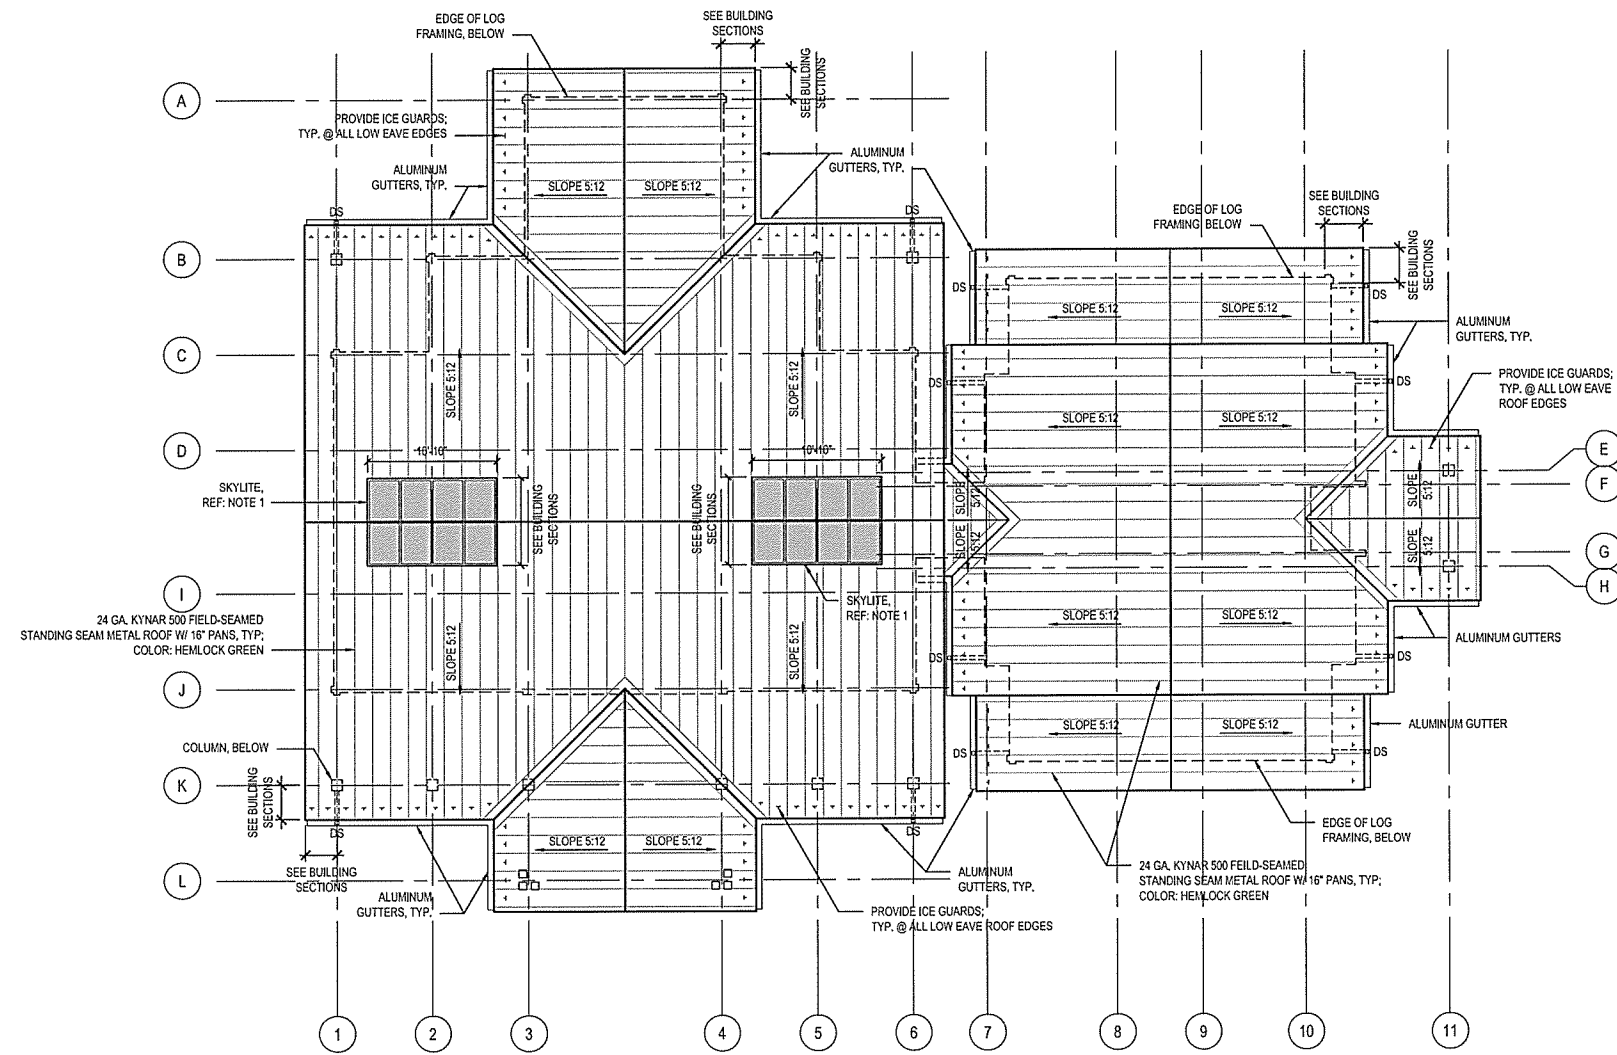 EDGE OF LOG
FRAMING, BELOW
SEE BUILDING
SECTIONS
SEE BUILDING
SECTIONS
A
PROVIDE ICE GUARDS;
TYP. @ ALL LOW EAVE EDGES
ALUMINUM
GUTTERS, TYP.
ALUMINUM
GUTTERS, TYP.
SLOPE 5:12
SLOPE 5:12
DS
DS
EDGE OF LOG
FRAMING, BELOW
SEE BUILDING
SECTIONS
SEE BUILDING
SECTIONS
B
DS
DS
SLOPE 5:12
SLOPE 5:12
ALUMINUM
GUTTERS, TYP.
C
SLOPE 5:12
SLOPE 5:12
DS
DS
PROVIDE ICE GUARDS;
TYP. @ ALL LOW EAVE
ROOF EDGES
SLOPE 5:12
SLOPE 5:12
D
10'-10"
10'-10"
E
F
SKYLITE,
REF: NOTE 1
SEE BUILDING
SECTIONS
SEE BUILDING
SECTIONS
SLOPE
5:12
SLOPE
5:12
SLOPE
5:12
SLOPE
5:12
G
H
I
SKYLITE,
REF: NOTE 1
24 GA. KYNAR 500 FIELD-SEAMED
STANDING SEAM METAL ROOF W/ 16" PANS, TYP;
COLOR: HEMLOCK GREEN
SLOPE 5:12
SLOPE 5:12
SLOPE 5:12
SLOPE 5:12
ALUMINUM GUTTERS
DS
DS
J
COLUMN, BELOW
SLOPE 5:12
SLOPE 5:12
ALUMINUM GUTTER
DS
DS
K
SEE BUILDING
SECTIONS
DS
DS
SLOPE 5:12
SLOPE 5:12
EDGE OF LOG
FRAMING, BELOW
SEE BUILDING
SECTIONS
L
ALUMINUM
GUTTERS, TYP.
ALUMINUM
GUTTERS, TYP.
24 GA. KYNAR 500 FEILD-SEAMED
STANDING SEAM METAL ROOF W/ 16" PANS, TYP;
COLOR: HEMLOCK GREEN
PROVIDE ICE GUARDS;
TYP. @ ALL LOW EAVE ROOF EDGES
1
2
3
4
5
6
7
8
9
10
11